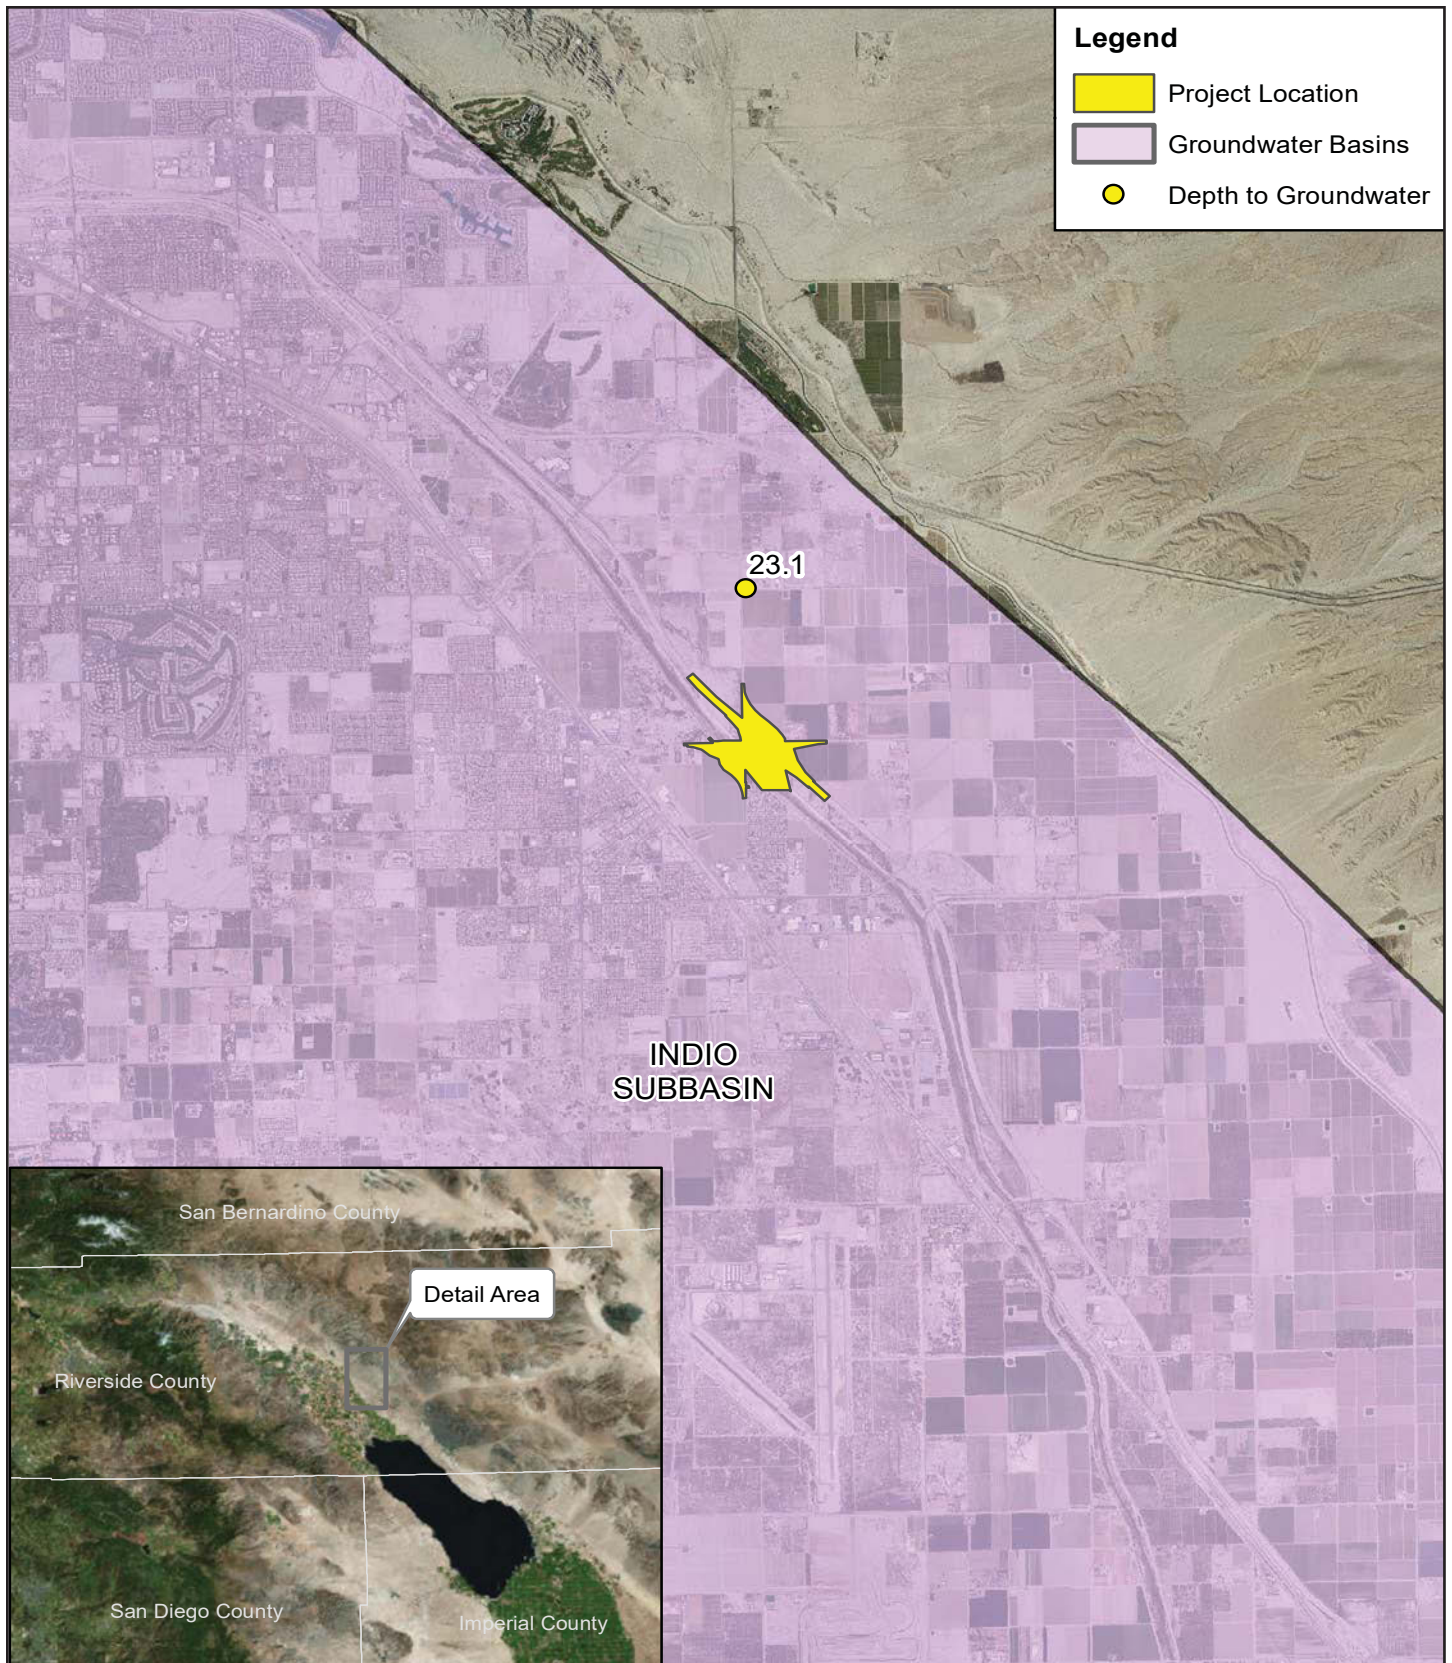 Legend
Project Location
Groundwater Basins
Depth to Groundwater
23.1
INDIO
SUBBASIN
San Bernardino County
Detail Area
Riverside County
San Diego County
Imperial County